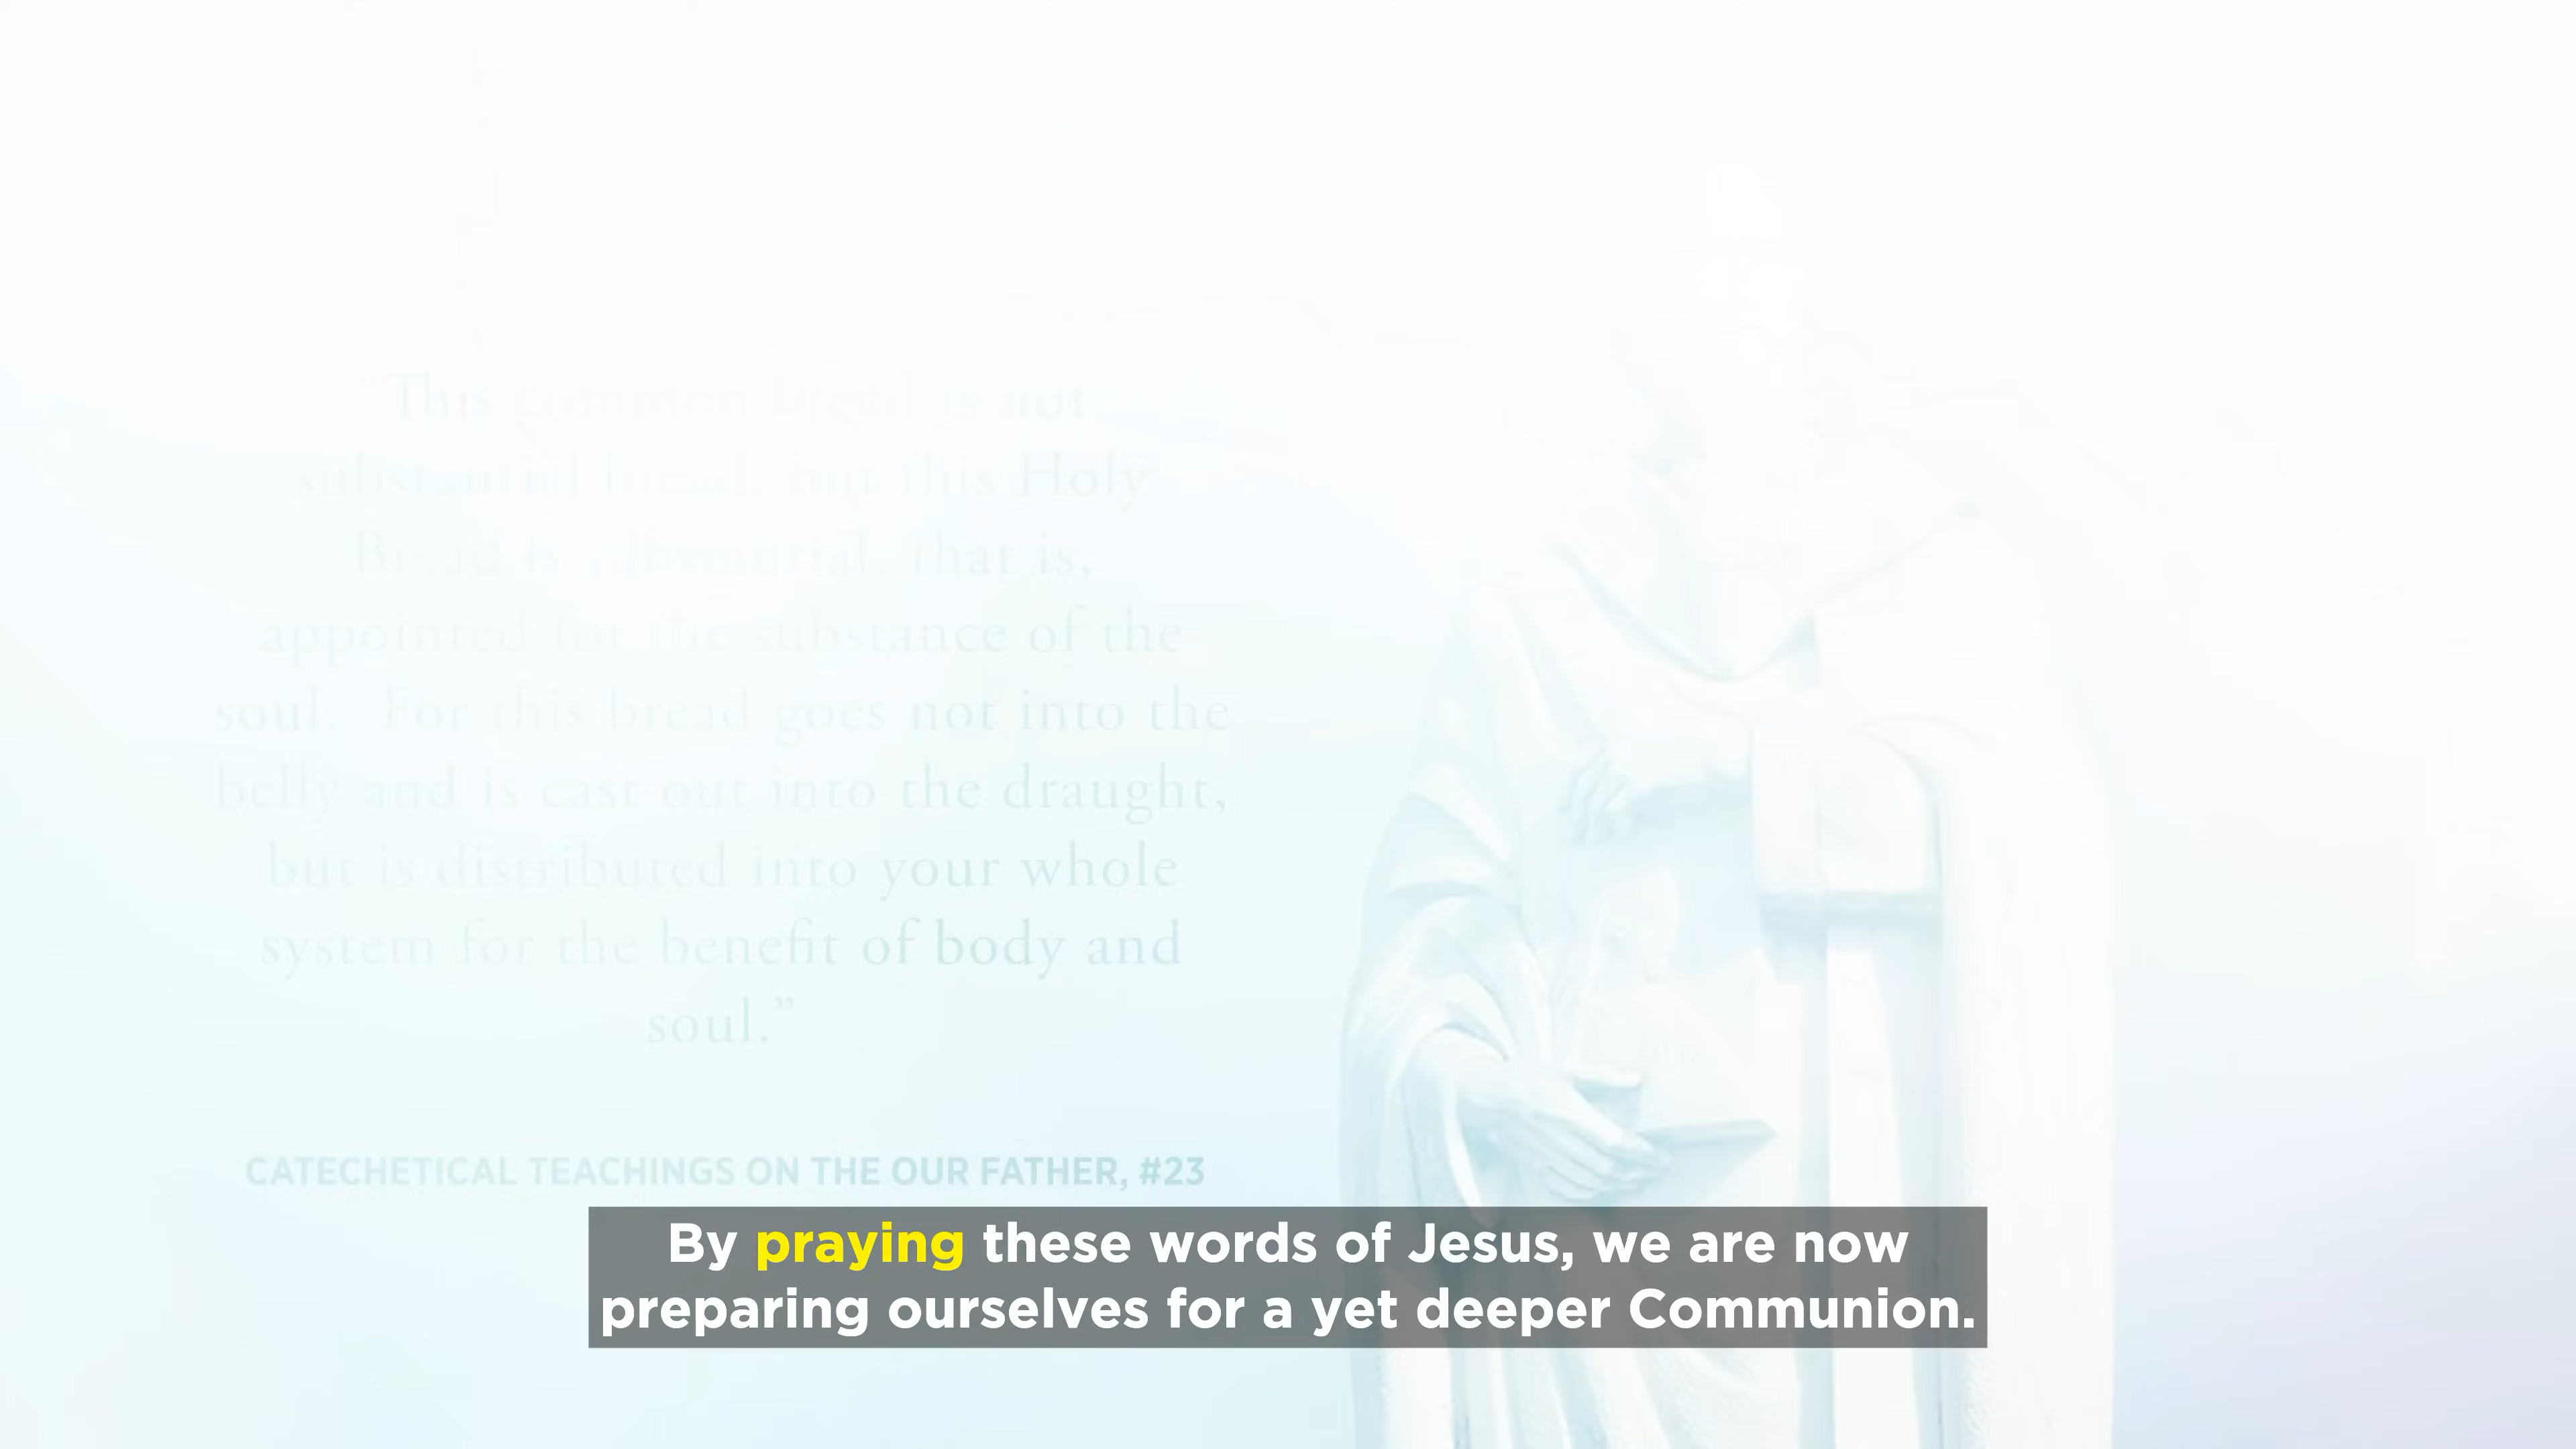 This common bread is not
substantial bread, but this Holy
Bread is substantial, that is,
appointed for the substance of the
soul. For this bread goes not into the
belly and is cast out into the draught,
but is distributed into your whole
system for the benefit of body and
soul.”
CATECHETICAL TEACHINGS ON THE OUR FATHER, #23
By praying these words of Jesus, we are now
preparing ourselves for a yet deeper Communion.